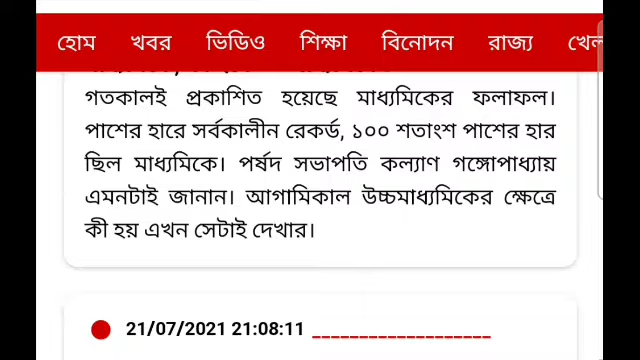 হোম খবর ভিডিও শিক্ষা বিনোদন রাজ্য খেল
গতকালই প্রকাশিত হয়েছে মাধ্যমিকের ফলাফল।
পাশের হারে সর্বকালীন রেকর্ড, ১০০ শতাংশ পাশের হার
ছিল মাধ্যমিকে। পর্ষদ সভাপতি কল্যাণ গঙ্গোপাধ্যায়
এমনটাই জানান। আগামিকাল উচ্চমাধ্যমিকের ক্ষেত্রে
কী হয় এখন সেটাই দেখার।
21/07/2021 21:08:11 ___________________